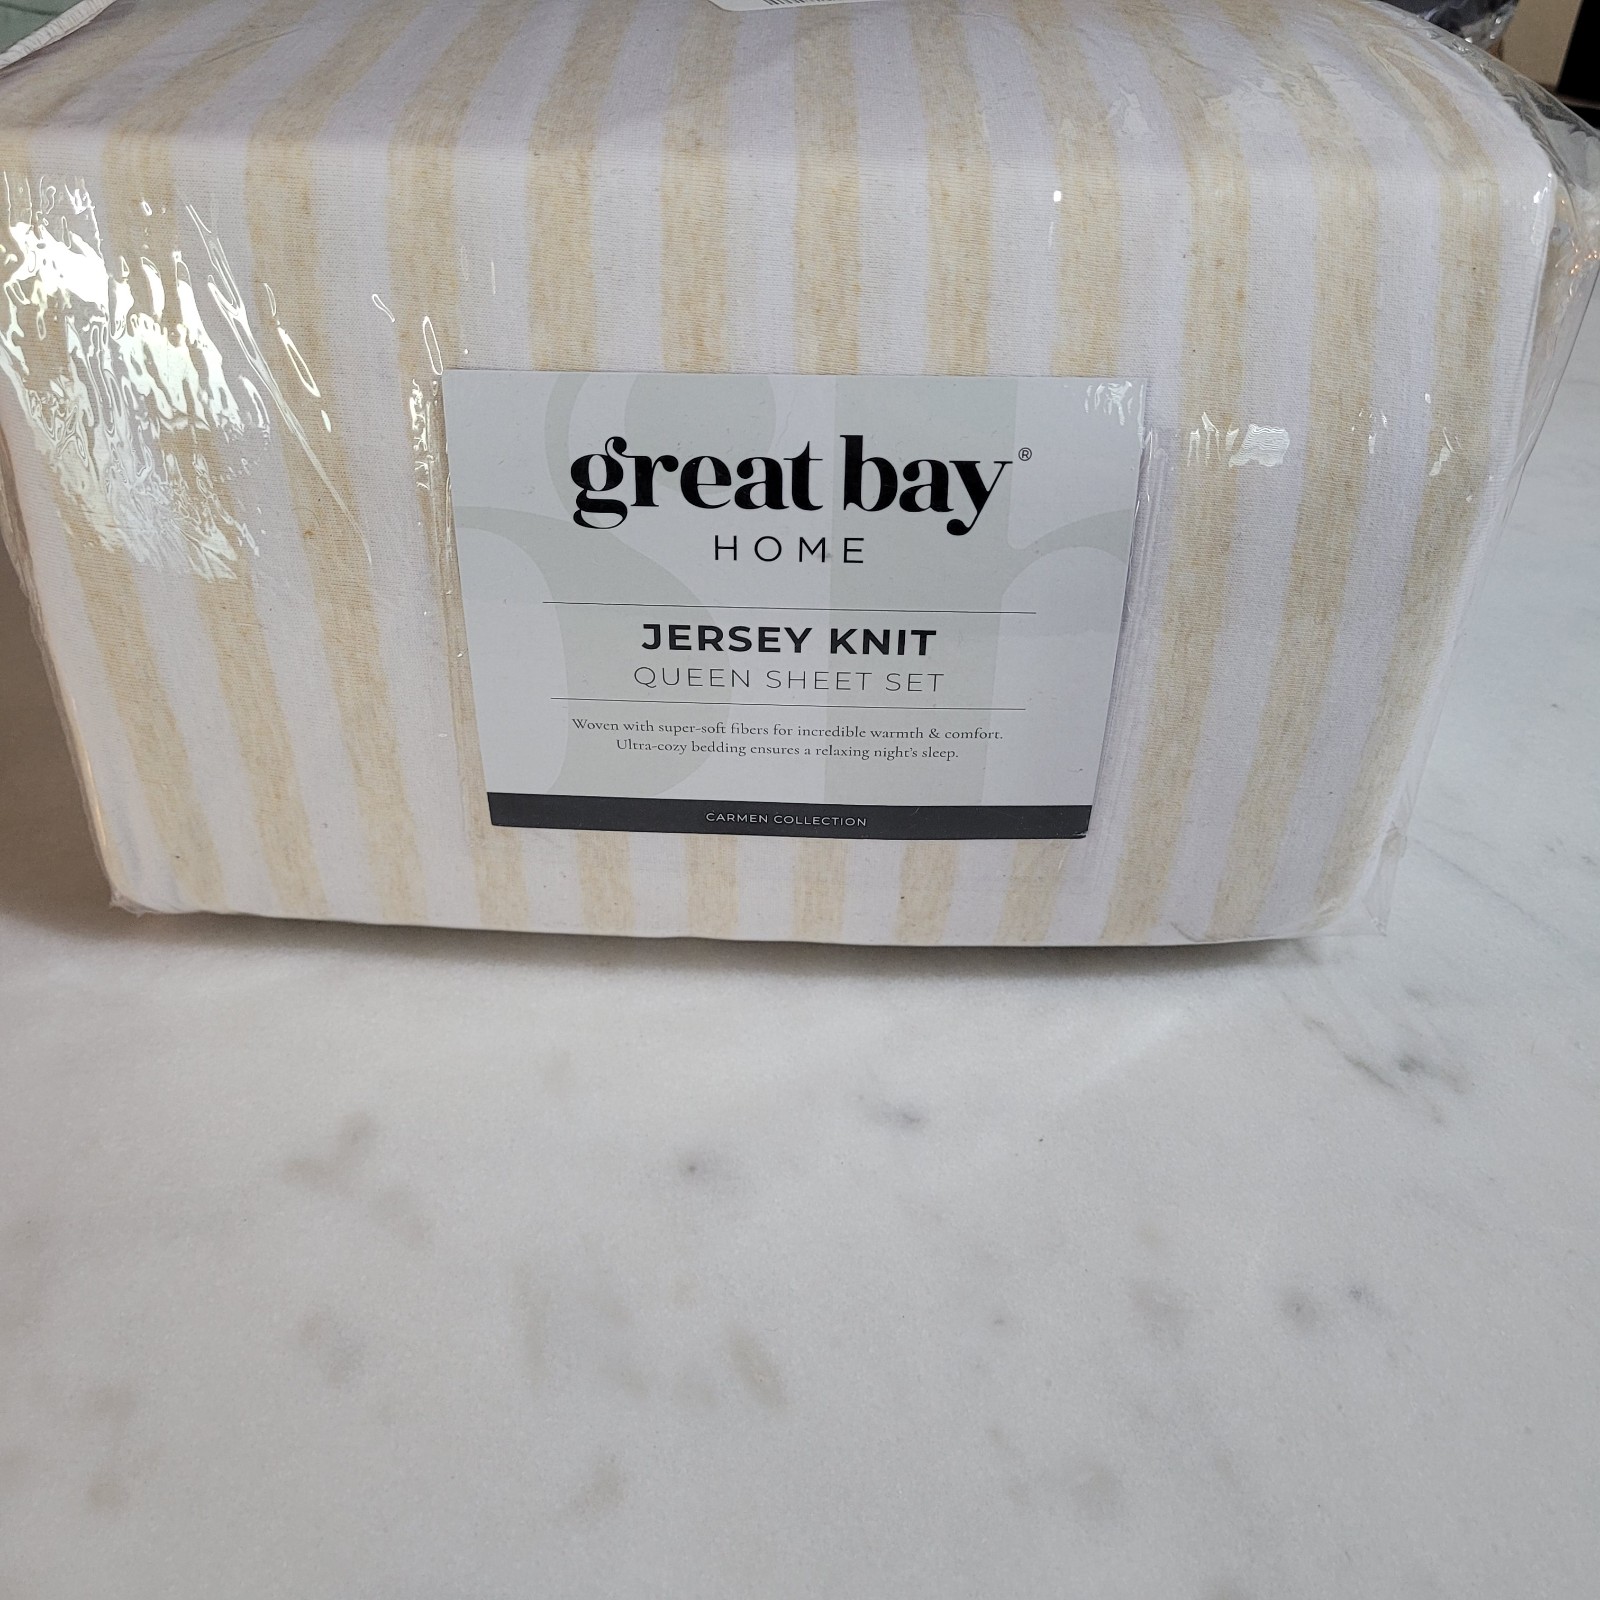 great bay®
HOME
JERSEY KNIT
QUEEN SHEET SET
Woven with super-soft fibers for incredible warmth & comfort.
Ultra-cozy bedding ensures a relaxing night's sleep.
CARMEN COLLECTION